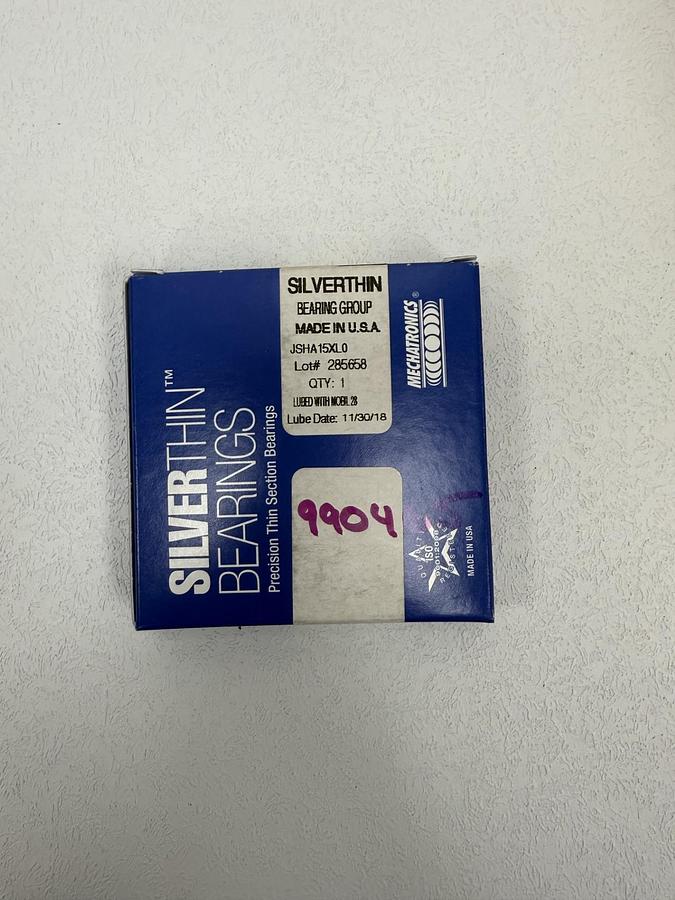 SILVERTHIN
BEARING GROUP
MADE IN U.S.A.
JSHA15XL0
Lot# 285658
QTY: 1
LUBED WITH MOBIL 28
Lube Date: 11/30/18
MECHATRONICS®
SILVERTHIN™
BEARINGS
Precision Thin Section Bearings
9904
ISO
MADE IN USA